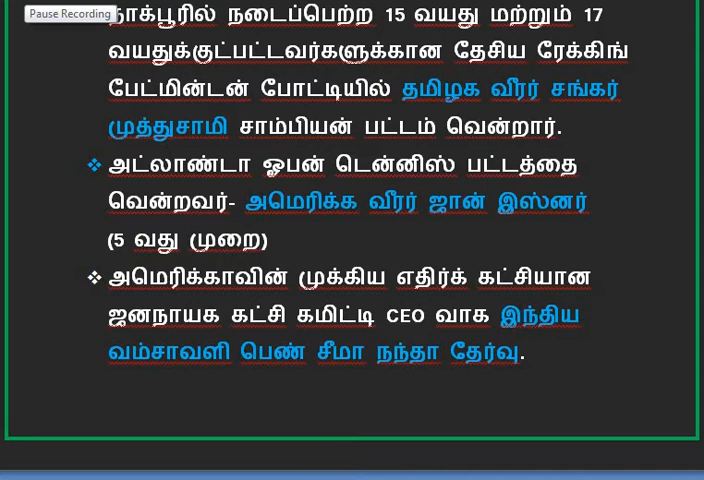 Pause Recording
நாக்பூரில் நடைப்பெற்ற 15 வயது மற்றும் 17
வயதுக்குட்பட்டவர்களுக்கான தேசிய ரேக்கிங்
பேட்மின்டன் போட்டியில் தமிழக வீரர் சங்கர்
முத்துசாமி சாம்பியன் பட்டம் வென்றார்.
❖ அட்லாண்டா ஓபன் டென்னிஸ் பட்டத்தை
வென்றவர்- அமெரிக்க வீரர் ஜான் இஸ்னர்
(5 வது முறை)
❖ அமெரிக்காவின் முக்கிய எதிர்க் கட்சியான
ஜனநாயக கட்சி கமிட்டி CEO வாக இந்திய
வம்சாவளி பெண் சீமா நந்தா தேர்வு.